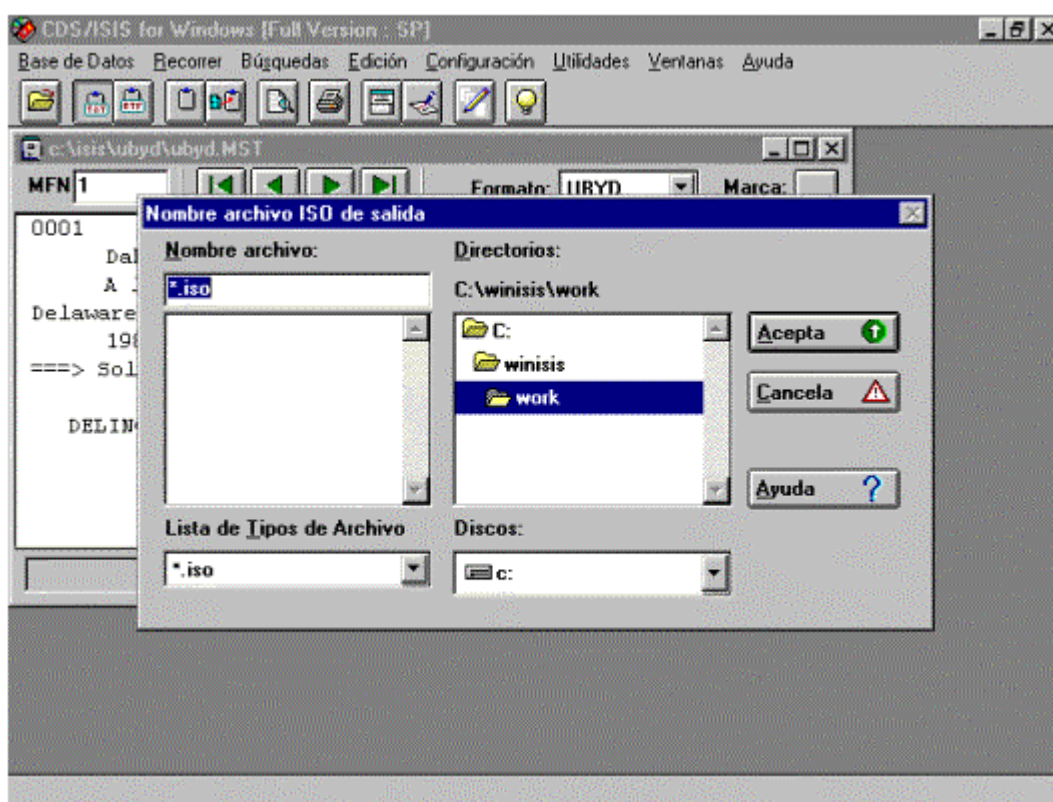 CDS/ISIS for Windows [Full Version : SP]
Base de Datos Recorrer Búsquedas Edición Configuración Utilidades Ventanas Ayuda
c:\isis\ubyd\ubyd.MST
MFN 1 Formato: UBYD Marca:
Nombre archivo ISO de salida
0001
Nombre archivo: Directorios:
*.iso C:\winisis\work
A
Delaware
C:
Acepta
===> Sol
winisis
work
Cancela
DELIN
Ayuda
Lista de Tipos de Archivo Discos:
*.iso c: